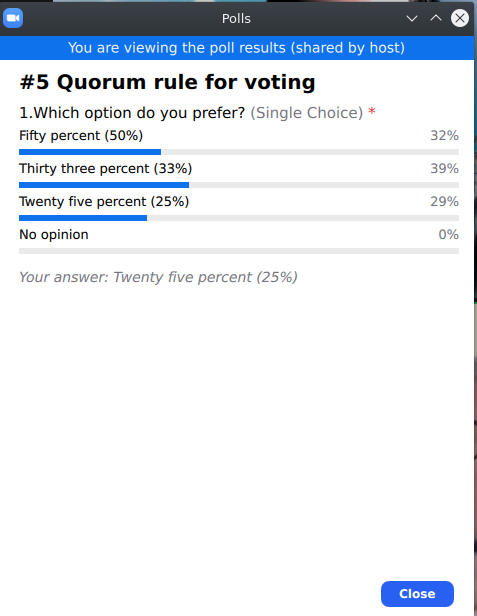 Polls
You are viewing the poll results (shared by host)
#5 Quorum rule for voting
1.Which option do you prefer? (Single Choice) *
Fifty percent (50%) 32%
Thirty three percent (33%) 39%
Twenty five percent (25%) 29%
No opinion 0%
Your answer: Twenty five percent (25%)
Close